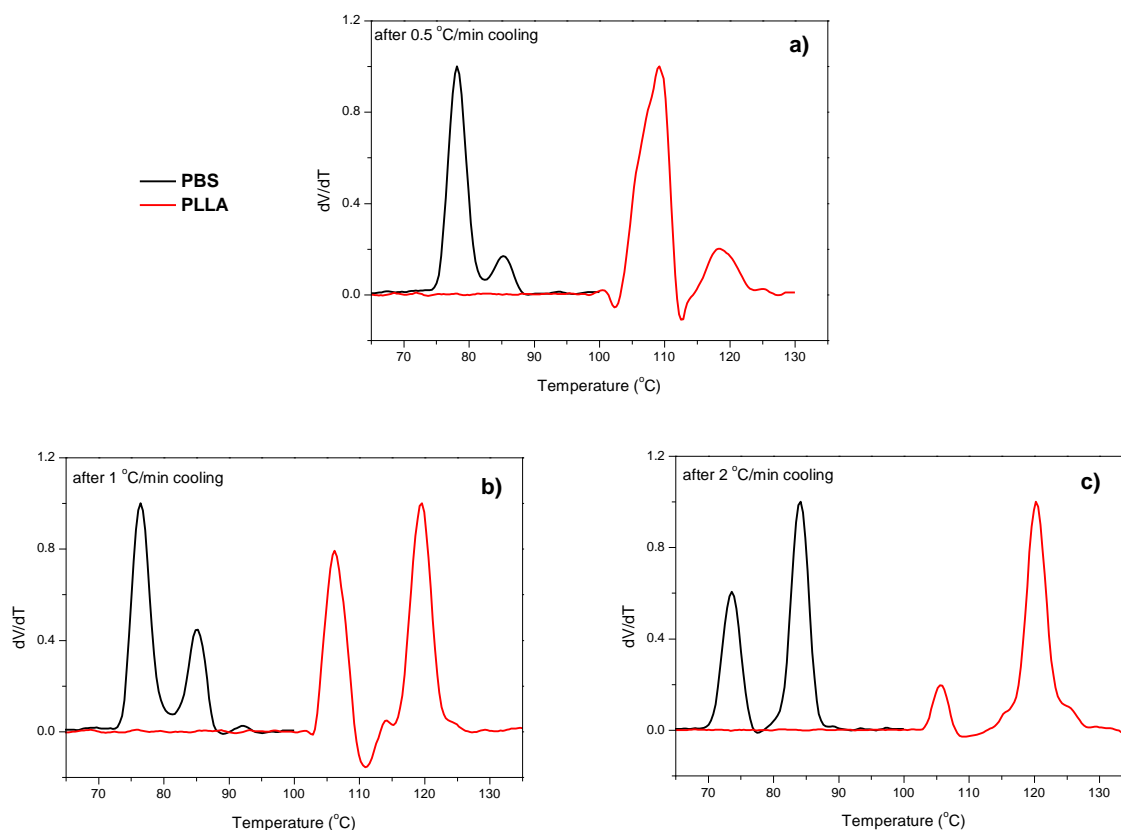 after 0.5 °C/min cooling
a)
1.2
0.8
0.4
0.0
dV/dT
70 80 90 100 110 120 130
Temperature (°C)
PBS
PLLA
after 1 °C/min cooling
b)
1.2
0.8
0.4
0.0
dV/dT
70 80 90 100 110 120 130
Temperature (°C)
after 2 °C/min cooling
c)
1.2
0.8
0.4
0.0
dV/dT
70 80 90 100 110 120 130
Temperature (°C)